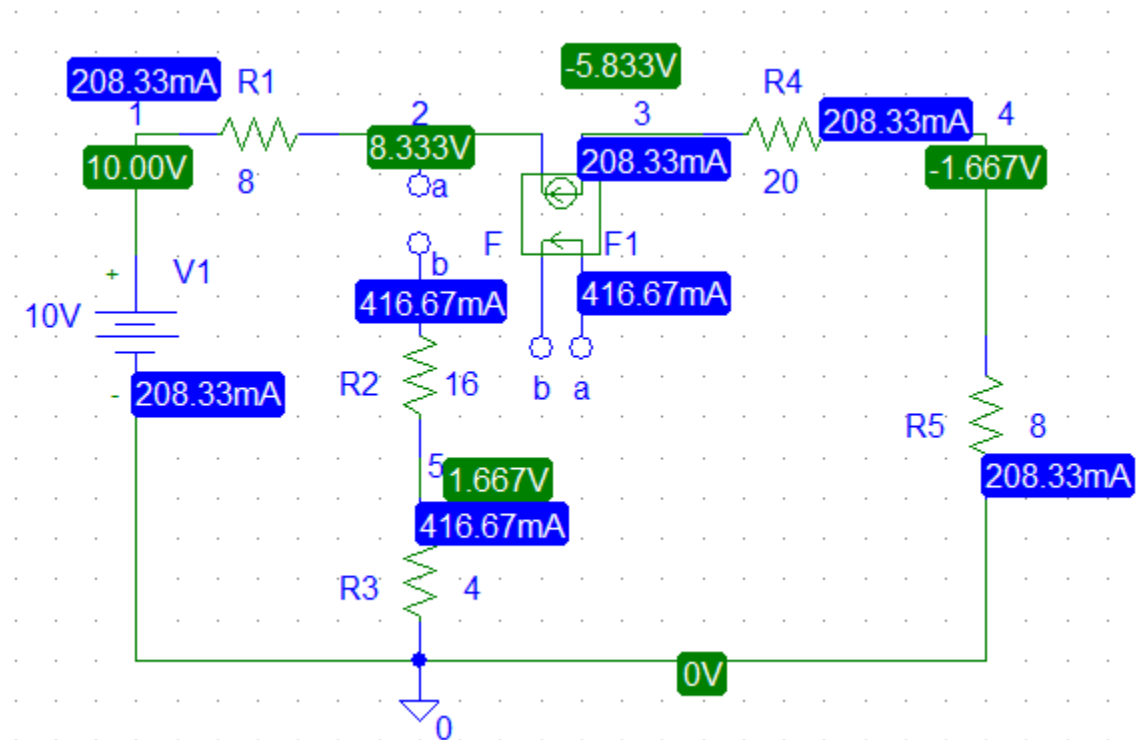 -5.833V
208.33mA R1 R4
1 2 3 208.33mA 4
10.00V 8.333V 208.33mA -1.667V
8 a 20
F F1
+ V1 b
10V 416.67mA 416.67mA
- 208.33mA R2 16 b a
R5 8
5 1.667V 208.33mA
416.67mA
R3 4
0V
0